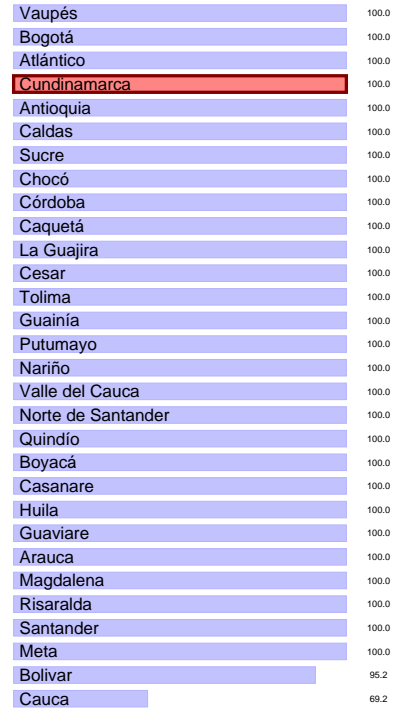 Vaupés 100.0
Bogotá 100.0
Atlántico 100.0
Cundinamarca 100.0
Antioquia 100.0
Caldas 100.0
Sucre 100.0
Chocó 100.0
Córdoba 100.0
Caquetá 100.0
La Guajira 100.0
Cesar 100.0
Tolima 100.0
Guainía 100.0
Putumayo 100.0
Nariño 100.0
Valle del Cauca 100.0
Norte de Santander 100.0
Quindío 100.0
Boyacá 100.0
Casanare 100.0
Huila 100.0
Guaviare 100.0
Arauca 100.0
Magdalena 100.0
Risaralda 100.0
Santander 100.0
Meta 100.0
Bolivar 95.2
Cauca 69.2